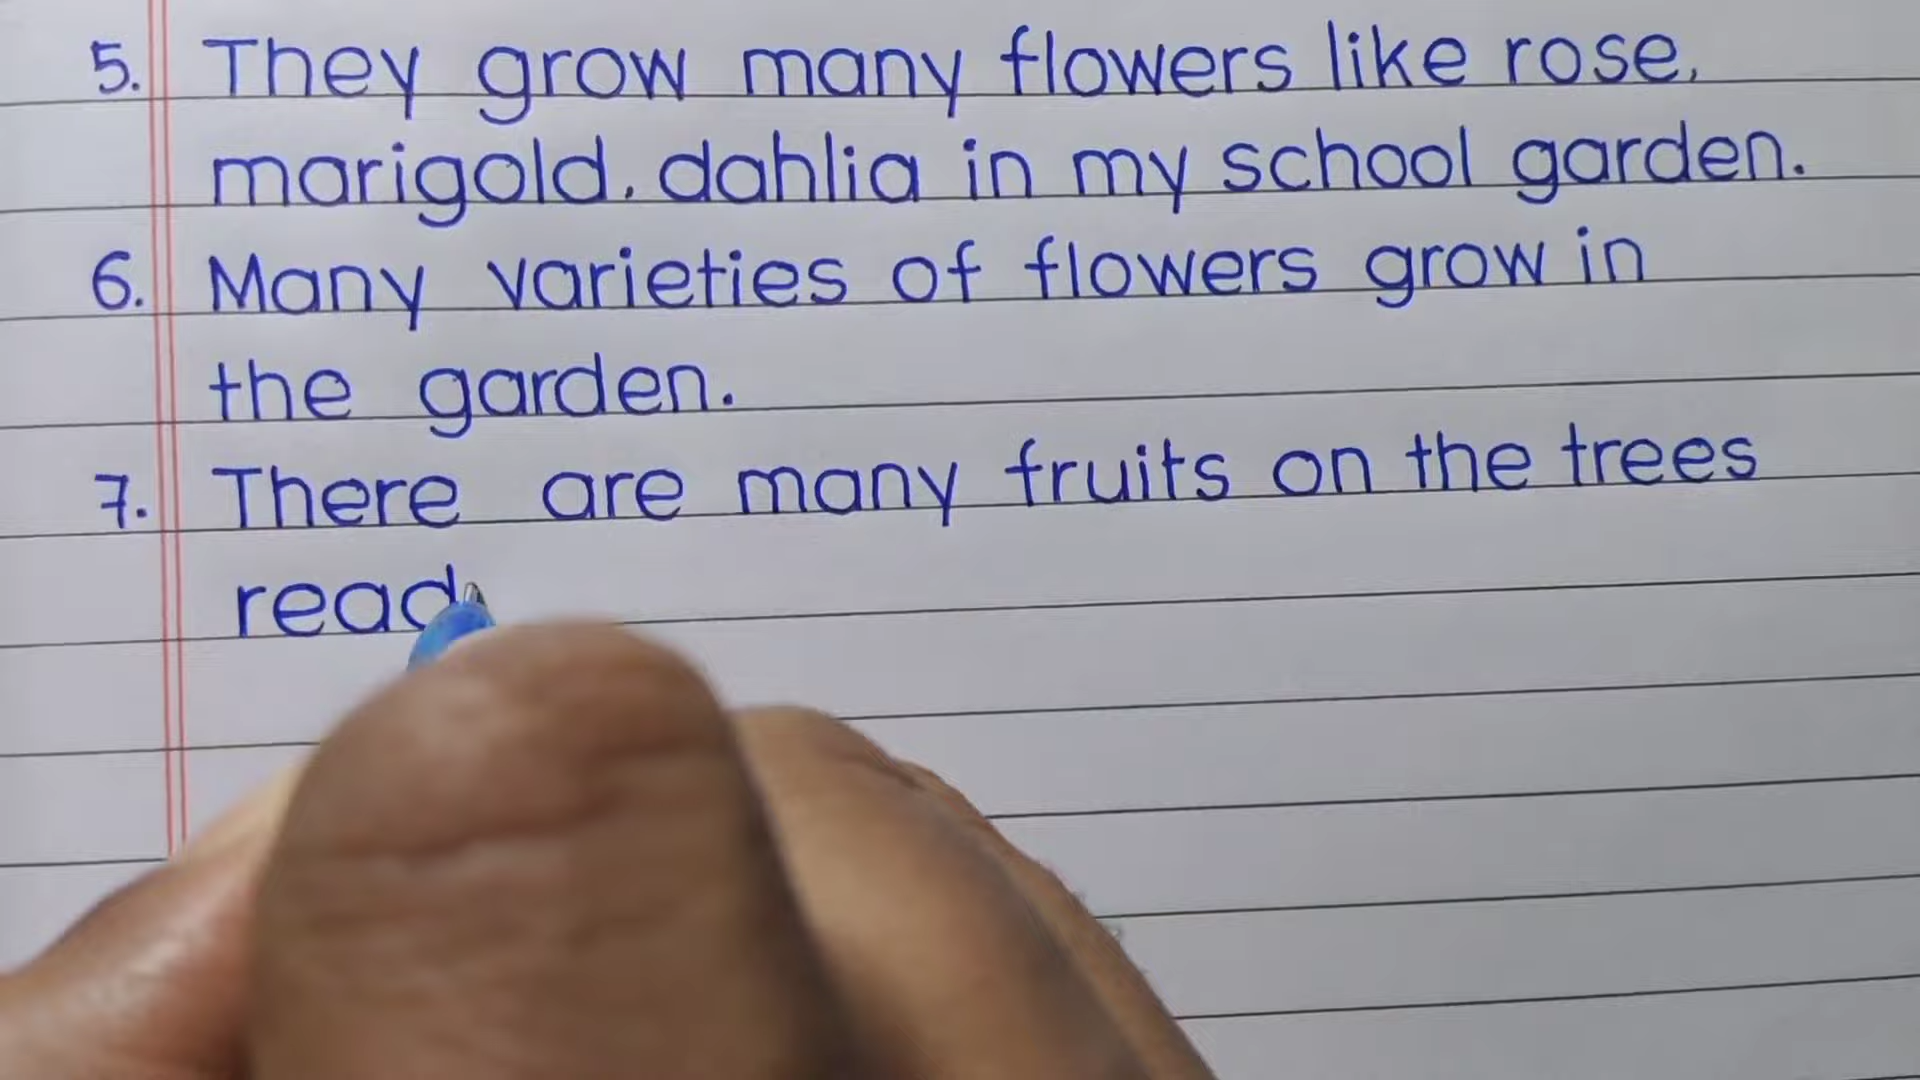 5. They grow many flowers like rose,
marigold, dahlia in my school garden.
6. Many varieties of flowers grow in
the garden.
7. There are many fruits on the trees
read